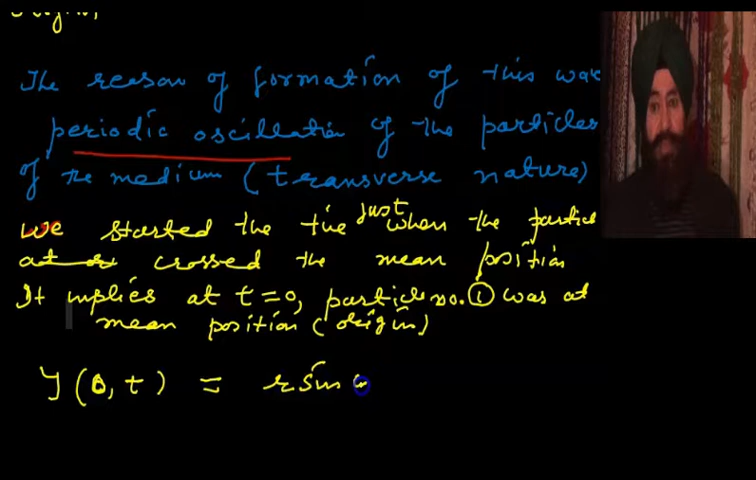 The reason of formation of this wave
periodic oscillation of the particles
of the medium (transverse nature)
we started the time just when the particle
at crossed the mean position
It implies at t=0, particle no. 1 was at
mean position (origin)
y(0,t) = r sin